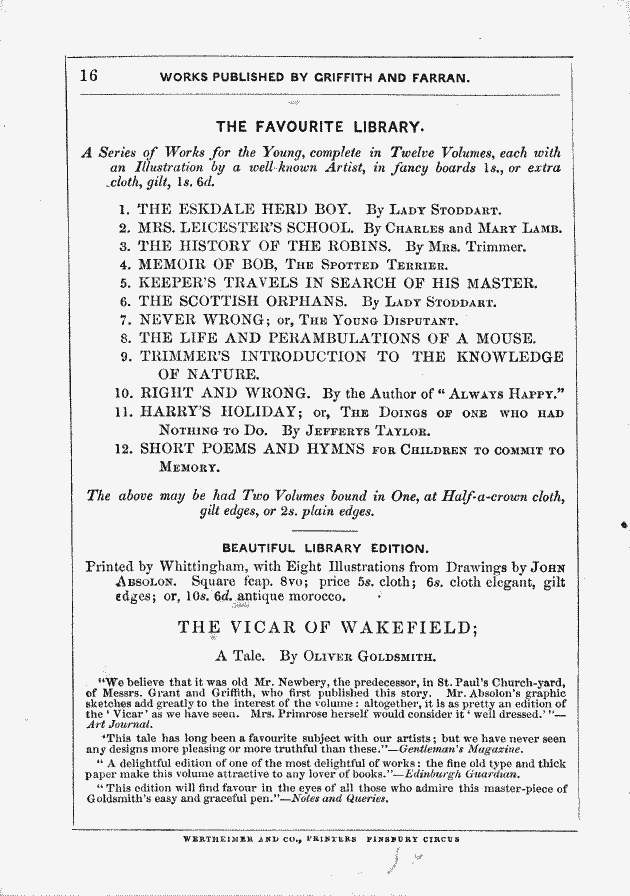 16 WORKS PUBLISHED BY GRIFFITH AND FARRAN.
THE FAVOURITE LIBRARY.
A Series of Works for the Young, complete in Twelve Volumes, each with
an Illustration by a well-known Artist, in fancy boards 1s., or extra
cloth, gilt, 1s. 6d.
1. THE ESKDALE HERD BOY. By LADY STODDART.
2. MRS. LEICESTER'S SCHOOL. By CHARLES and MARY LAMB.
3. THE HISTORY OF THE ROBINS. By MRS. Trimmer.
4. MEMOIR OF BOB, THE SPOTTED TERRIER.
5. KEEPER'S TRAVELS IN SEARCH OF HIS MASTER.
6. THE SCOTTISH ORPHANS. By LADY STODDART.
7. NEVER WRONG; or, THE YOUNG DISPUTANT.
8. THE LIFE AND PERAMBULATIONS OF A MOUSE.
9. TRIMMER'S INTRODUCTION TO THE KNOWLEDGE
OF NATURE.
10. RIGHT AND WRONG. By the Author of "ALWAYS HAPPY."
11. HARRY'S HOLIDAY; or, THE DOINGS OF ONE WHO HAD
NOTHING TO DO. By JEFFERYS TAYLOR.
12. SHORT POEMS AND HYMNS FOR CHILDREN TO COMMIT TO
MEMORY.
The above may be had Two Volumes bound in One, at Half-a-crown cloth,
gilt edges, or 2s. plain edges.
BEAUTIFUL LIBRARY EDITION.
Printed by Whittingham, with Eight Illustrations from Drawings by JOHN
ABSOLON. Square fcap. 8vo; price 5s. cloth; 6s. cloth elegant, gilt
edges; or, 10s. 6d. antique morocco.
THE VICAR OF WAKEFIELD;
A Tale. By OLIVER GOLDSMITH.
"We believe that it was old Mr. Newbery, the predecessor, in St. Paul's Church-yard,
of Messrs. Grant and Griffith, who first published this story. Mr. Absolon's graphic
sketches add greatly to the interest of the volume: altogether, it is as pretty an edition of
the 'Vicar' as we have seen. Mrs. Primrose herself would consider it 'well dressed.'"—
Art Journal.
"This tale has long been a favourite subject with our artists; but we have never seen
any designs more pleasing or more truthful than these."—Gentleman's Magazine.
"A delightful edition of one of the most delightful of works: the fine old type and thick
paper make this volume attractive to any lover of books."—Edinburgh Guardian.
"This edition will find favour in the eyes of all those who admire this master-piece of
Goldsmith's easy and graceful pen."—Notes and Queries.
WERTHEIMER AND CO., PRINTERS FINSBURY CIRCUS